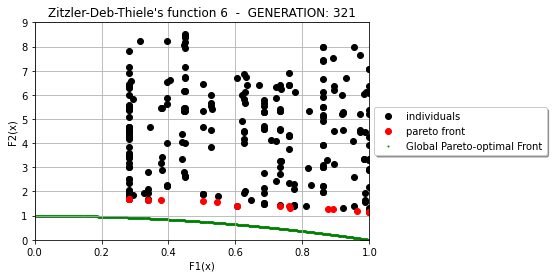 Zitzler-Deb-Thiele's function 6 - GENERATION: 321
F2(x)
9
8
7
6
5
4
3
2
1
0
0.0 0.2 0.4 0.6 0.8 1.0
F1(x)
individuals
pareto front
Global Pareto-optimal Front